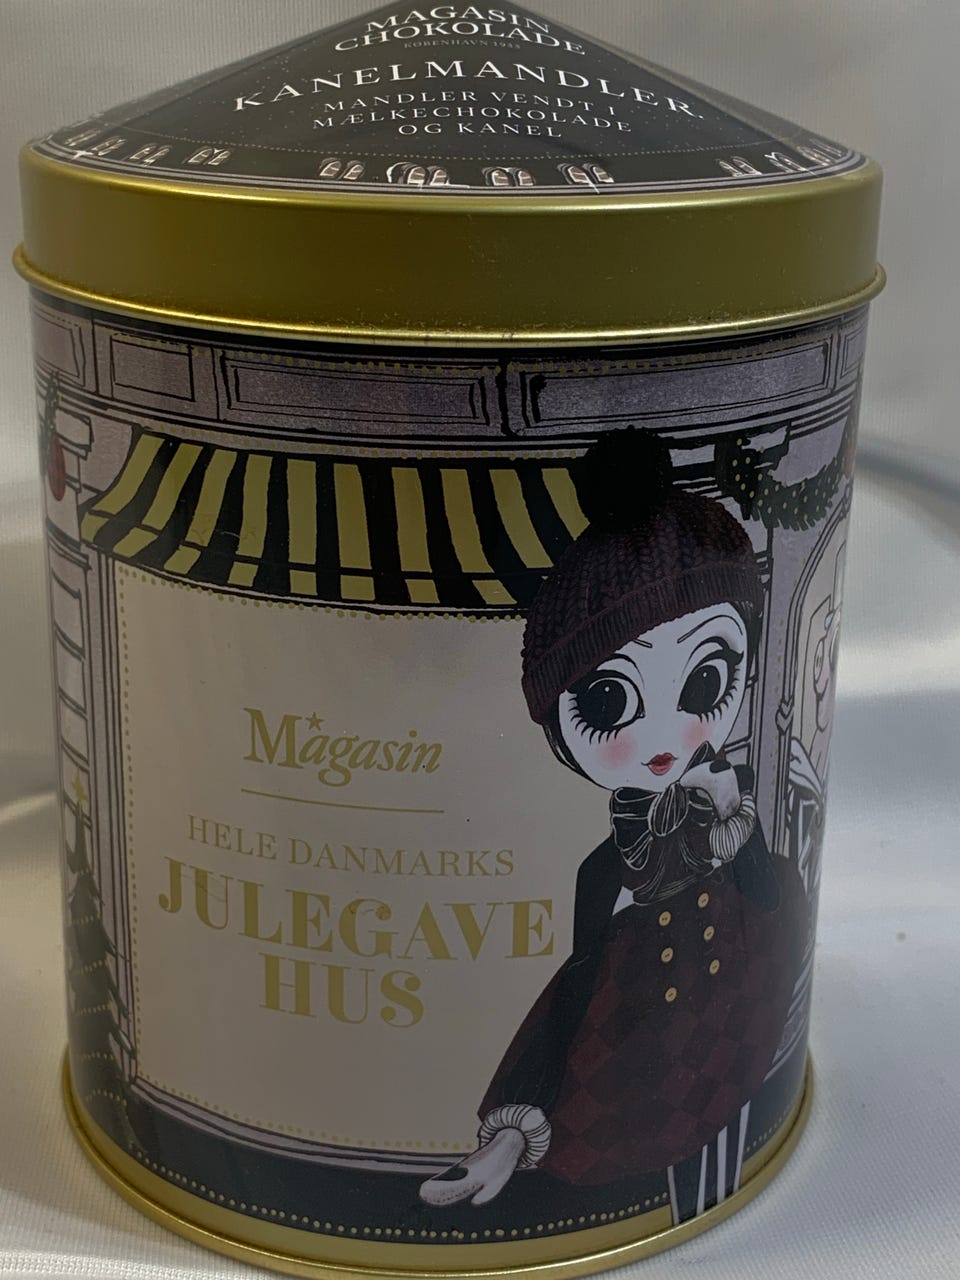 MAGASIN
CHOKOLADE
KØBENHAVN 1933
KANELMANDLER.
MANDLER VENDT I
MÆLKECHOKOLADE
OG KANEL
Magasin
HELE DANMARKS
JULEGAVE
HUS